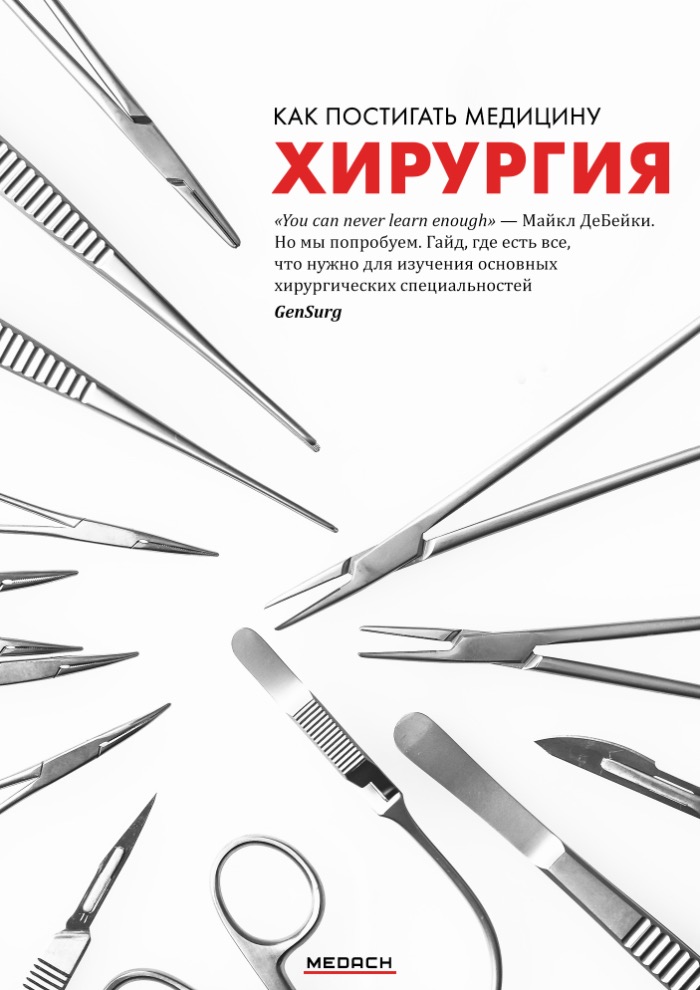 КАК ПОСТИГАТЬ МЕДИЦИНУ
ХИРУРГИЯ
«You can never learn enough» — Майкл ДеБейки.
Но мы попробуем. Гайд, где есть все,
что нужно для изучения основных
хирургических специальностей
GenSurg
MEDACH